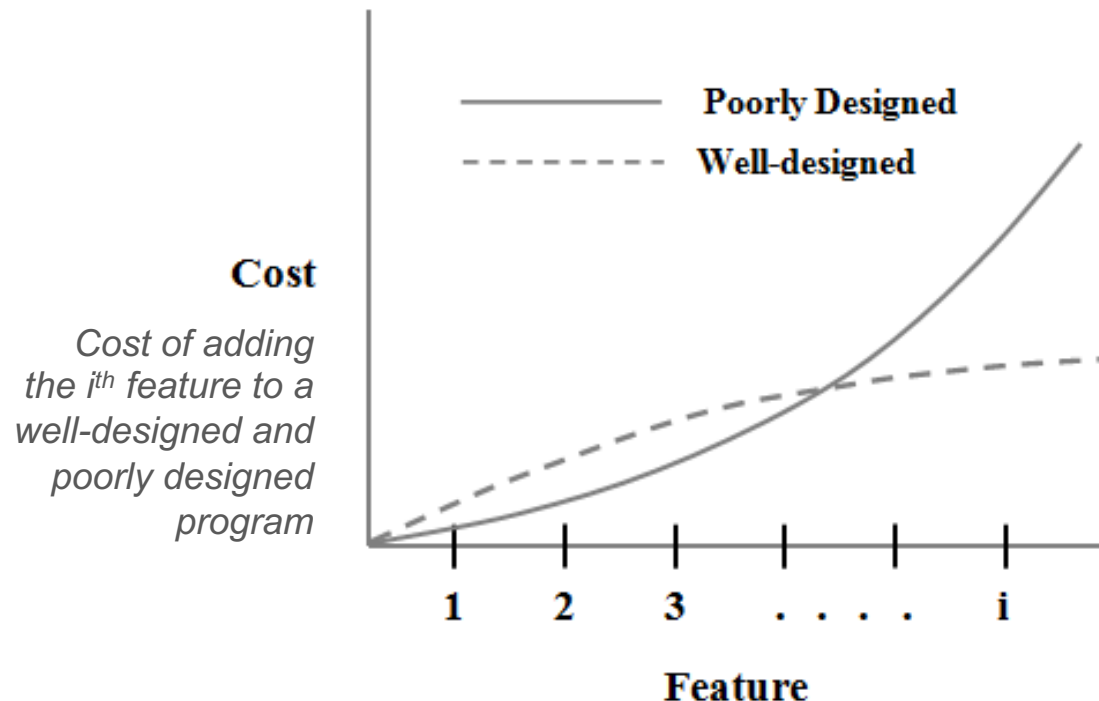 Poorly Designed
Well-designed
Cost
Cost of adding
the ith feature to a
well-designed and
poorly designed
program
1 2 3 . . . . i
Feature